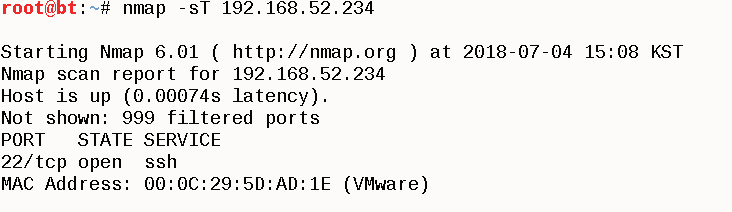 root@bt:~# nmap -sT 192.168.52.234
Starting Nmap 6.01 ( http://nmap.org ) at 2018-07-04 15:08 KST
Nmap scan report for 192.168.52.234
Host is up (0.00074s latency).
Not shown: 999 filtered ports
PORT   STATE SERVICE
22/tcp open  ssh
MAC Address: 00:0C:29:5D:AD:1E (VMware)